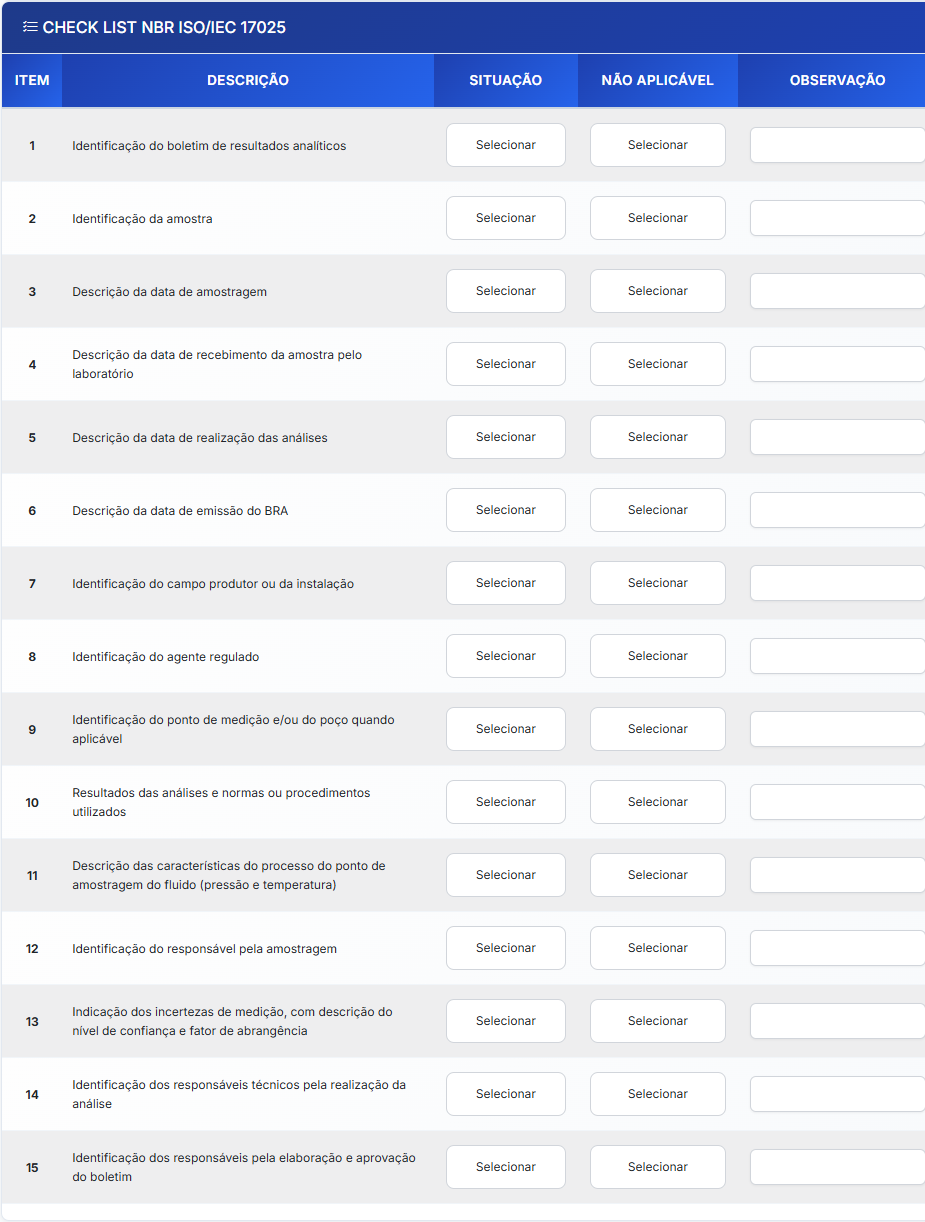 CHECK LIST NBR ISO/IEC 17025
ITEM DESCRIÇÃO SITUAÇÃO NÃO APLICÁVEL OBSERVAÇÃO
1 Identificação do boletim de resultados analíticos Selecionar Selecionar
2 Identificação da amostra Selecionar Selecionar
3 Descrição da data de amostragem Selecionar Selecionar
4 Descrição da data de recebimento da amostra pelo
laboratório Selecionar Selecionar
5 Descrição da data de realização das análises Selecionar Selecionar
6 Descrição da data de emissão do BRA Selecionar Selecionar
7 Identificação do campo produtor ou da instalação Selecionar Selecionar
8 Identificação do agente regulado Selecionar Selecionar
9 Identificação do ponto de medição e/ou do poço quando
aplicável Selecionar Selecionar
10 Resultados das análises e normas ou procedimentos
utilizados Selecionar Selecionar
11 Descrição das características do processo do ponto de
amostragem do fluido (pressão e temperatura) Selecionar Selecionar
12 Identificação do responsável pela amostragem Selecionar Selecionar
13 Indicação dos incertezas de medição, com descrição do
nível de confiança e fator de abrangência Selecionar Selecionar
14 Identificação dos responsáveis técnicos pela realização da
análise Selecionar Selecionar
15 Identificação dos responsáveis pela elaboração e aprovação
do boletim Selecionar Selecionar